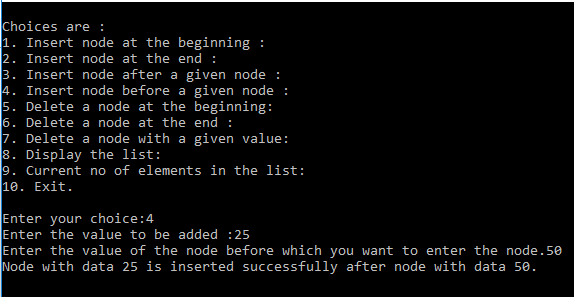 Choices are :
1. Insert node at the beginning :
2. Insert node at the end :
3. Insert node after a given node :
4. Insert node before a given node :
5. Delete a node at the beginning:
6. Delete a node at the end :
7. Delete a node with a given value:
8. Display the list:
9. Current no of elements in the list:
10. Exit.
Enter your choice:4
Enter the value to be added :25
Enter the value of the node before which you want to enter the node.50
Node with data 25 is inserted successfully after node with data 50.